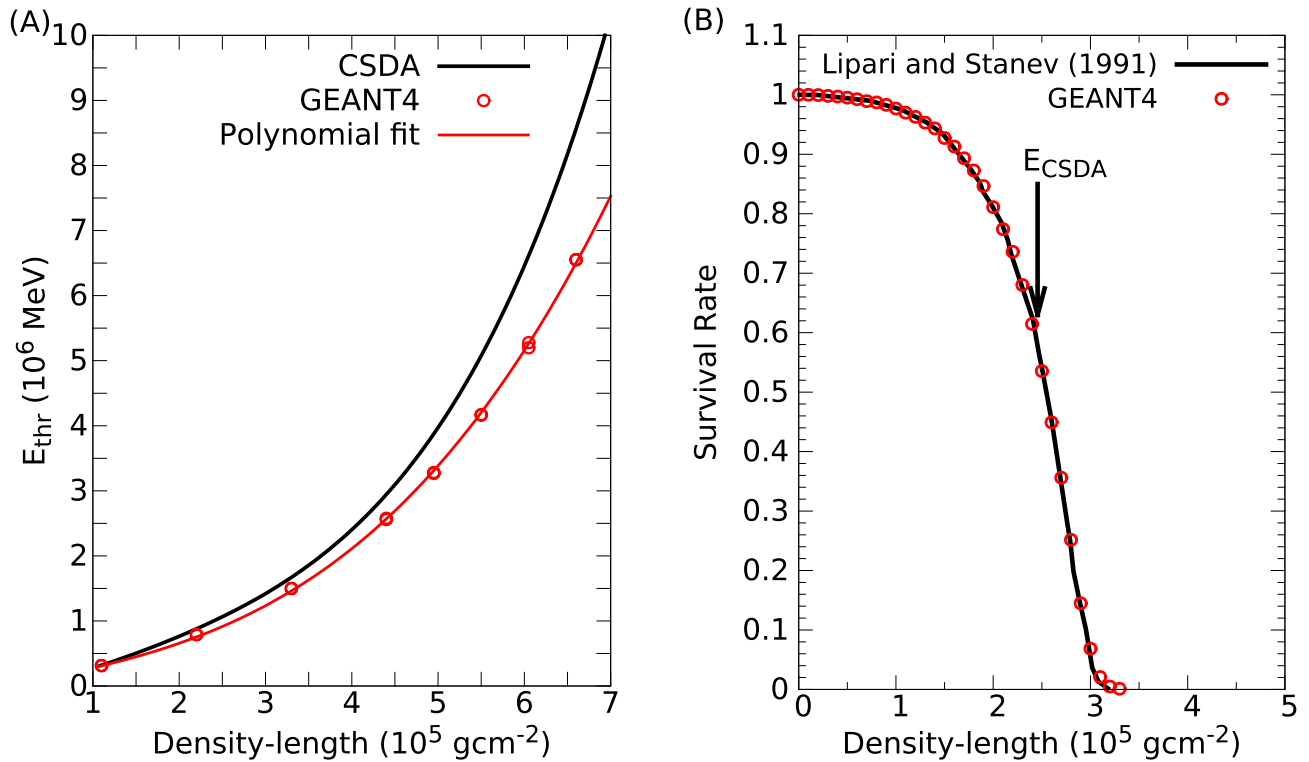 (A)
10
9
8
7
6
5
4
3
2
1
0
E_thr (10^6 MeV)
CSDA
GEANT4
Polynomial fit
1 2 3 4 5 6 7
Density-length (10^5 gcm^-2)
(B)
1.1
1
0.9
0.8
0.7
0.6
0.5
0.4
0.3
0.2
0.1
0
Survival Rate
Lipari and Stanev (1991)
GEANT4
E_CSDA
0 1 2 3 4 5
Density-length (10^5 gcm^-2)